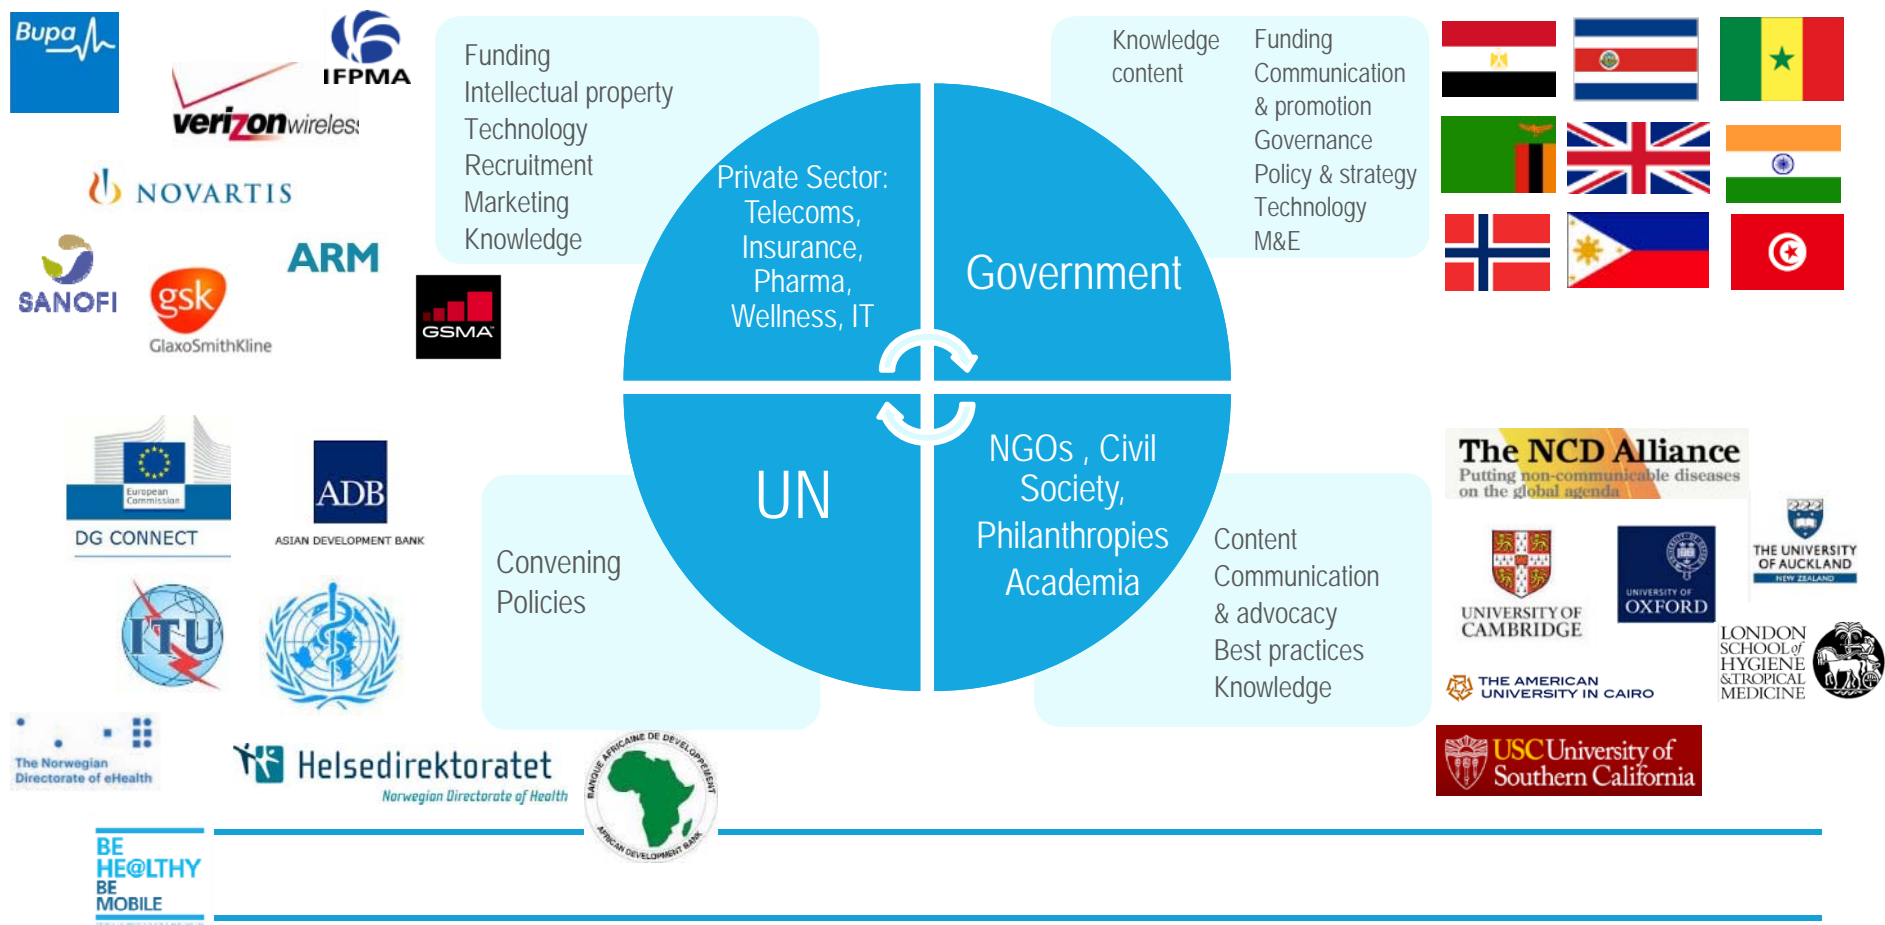 Bupa
IFPMA
verizonwireless
NOVARTIS
SANOFI
gsk
GlaxoSmithKline
ARM
GSMA
Funding
Intellectual property
Technology
Recruitment
Marketing
Knowledge
Private Sector:
Telecoms,
Insurance,
Pharma,
Wellness, IT
Government
Knowledge
content
Funding
Communication
& promotion
Governance
Policy & strategy
Technology
M&E
European
Commission
DG CONNECT
ADB
ASIAN DEVELOPMENT BANK
ITU
Convening
Policies
UN
NGOs , Civil
Society,
Philanthropies
Academia
Content
Communication
& advocacy
Best practices
Knowledge
The NCD Alliance
Putting non-communicable diseases
on the global agenda
UNIVERSITY OF
CAMBRIDGE
UNIVERSITY OF
OXFORD
THE UNIVERSITY
OF AUCKLAND
NEW ZEALAND
LONDON
SCHOOL of
HYGIENE
&TROPICAL
MEDICINE
THE AMERICAN
UNIVERSITY IN CAIRO
USC University of
Southern California
The Norwegian
Directorate of eHealth
Helsedirektoratet
Norwegian Directorate of Health
BANQUE AFRICAINE DE DEVELOPPEMENT
AFRICAN DEVELOPMENT BANK
BE
HE@LTHY
BE
MOBILE